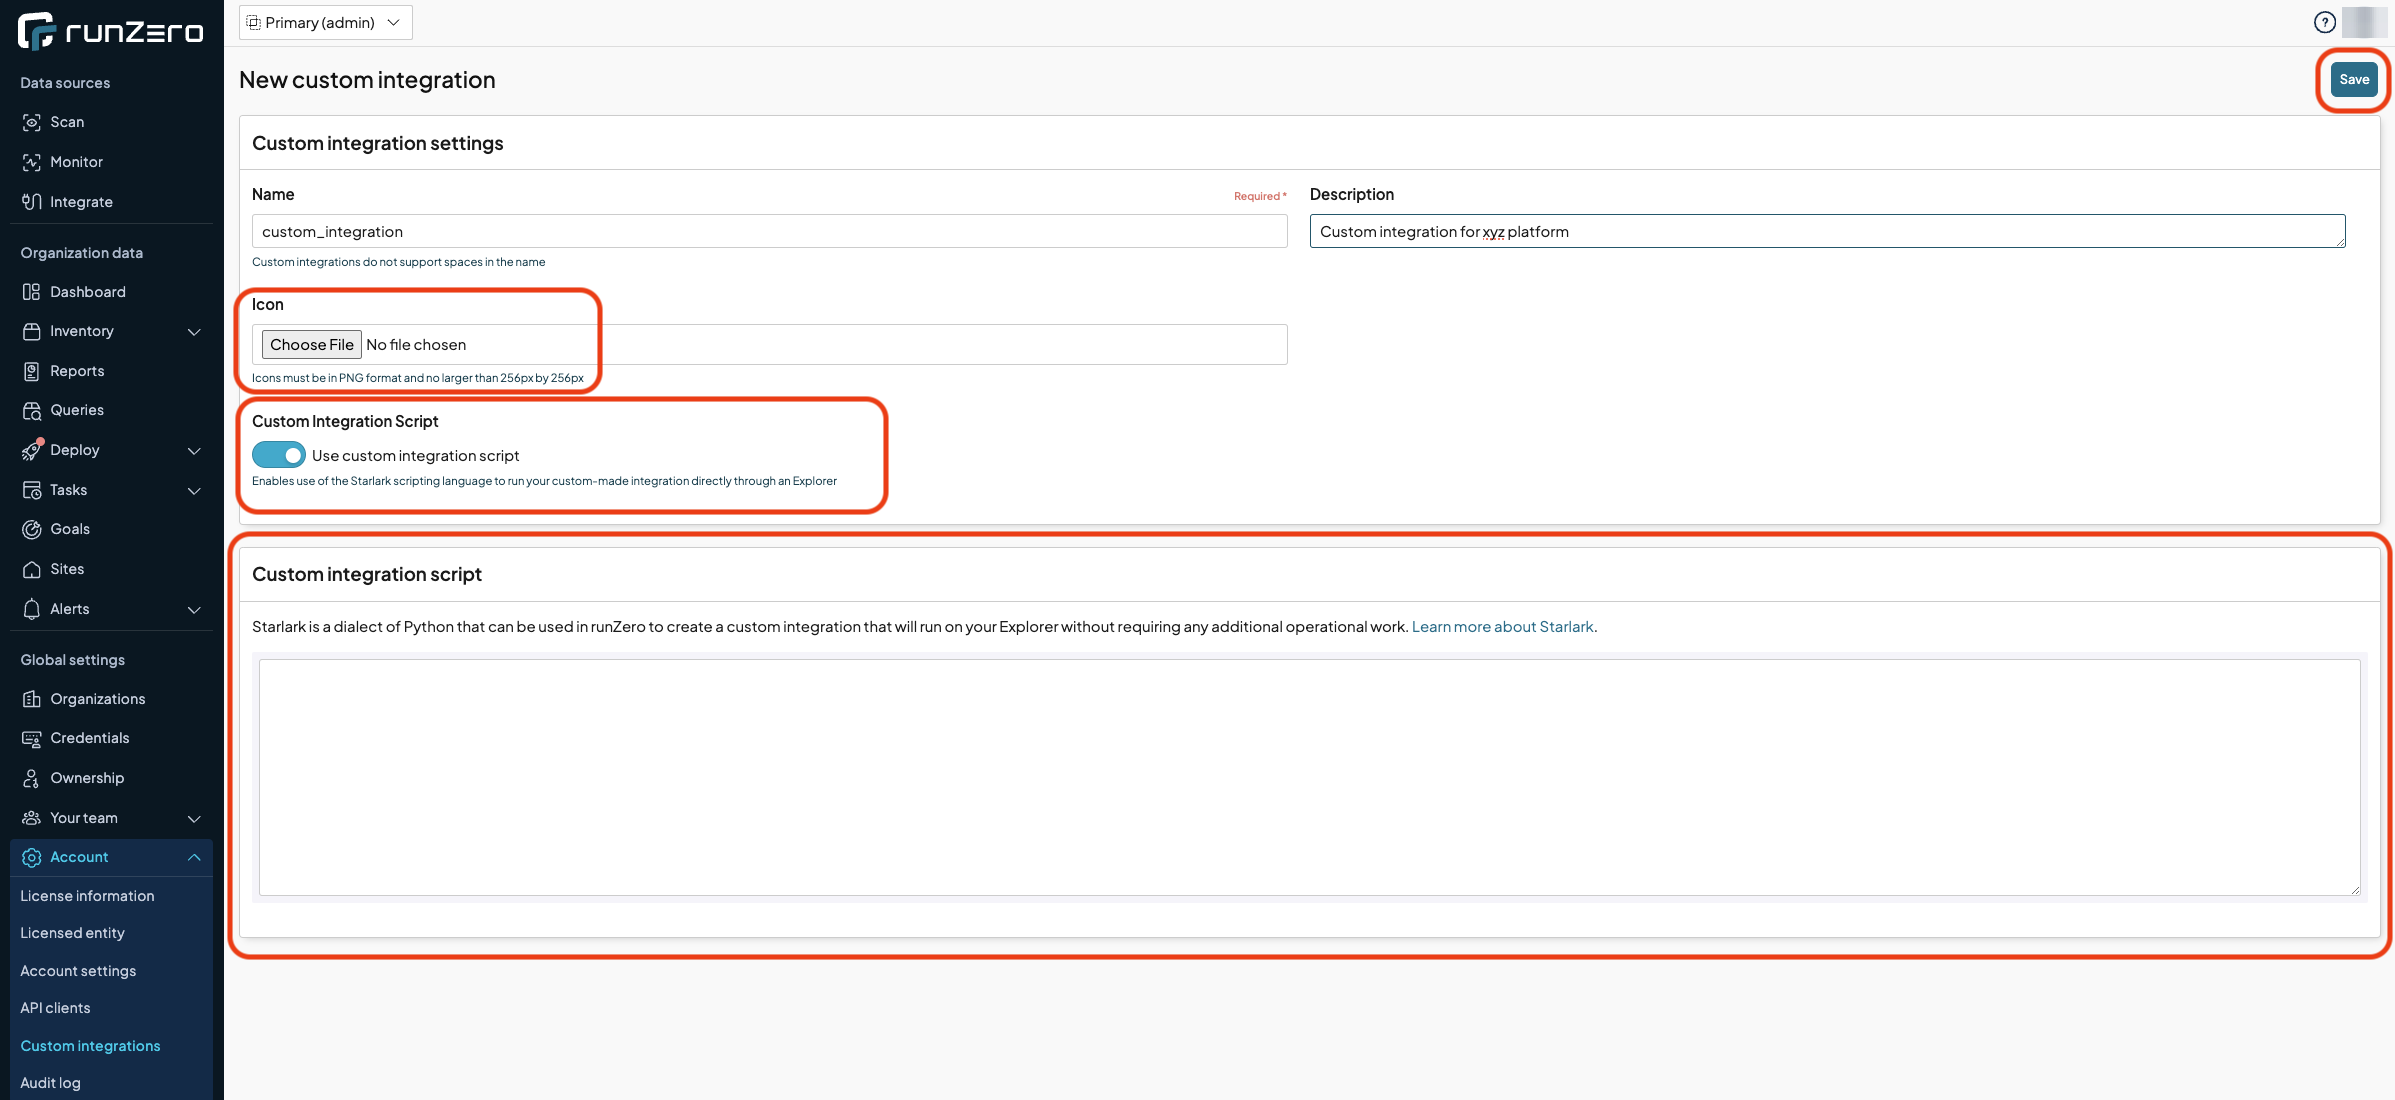 runZero
Primary (admin)
?
Data sources
Scan
Monitor
Integrate
Organization data
Dashboard
Inventory
Reports
Queries
Deploy
Tasks
Goals
Sites
Alerts
Global settings
Organizations
Credentials
Ownership
Your team
Account
License information
Licensed entity
Account settings
API clients
Custom integrations
Audit log
New custom integration
Save
Custom integration settings
Name
Required *
custom_integration
Custom integrations do not support spaces in the name
Description
Custom integration for xyz platform
Icon
Choose File No file chosen
Icons must be in PNG format and no larger than 256px by 256px
Custom Integration Script
Use custom integration script
Enables use of the Starlark scripting language to run your custom-made integration directly through an Explorer
Custom integration script
Starlark is a dialect of Python that can be used in runZero to create a custom integration that will run on your Explorer without requiring any additional operational work. Learn more about Starlark.